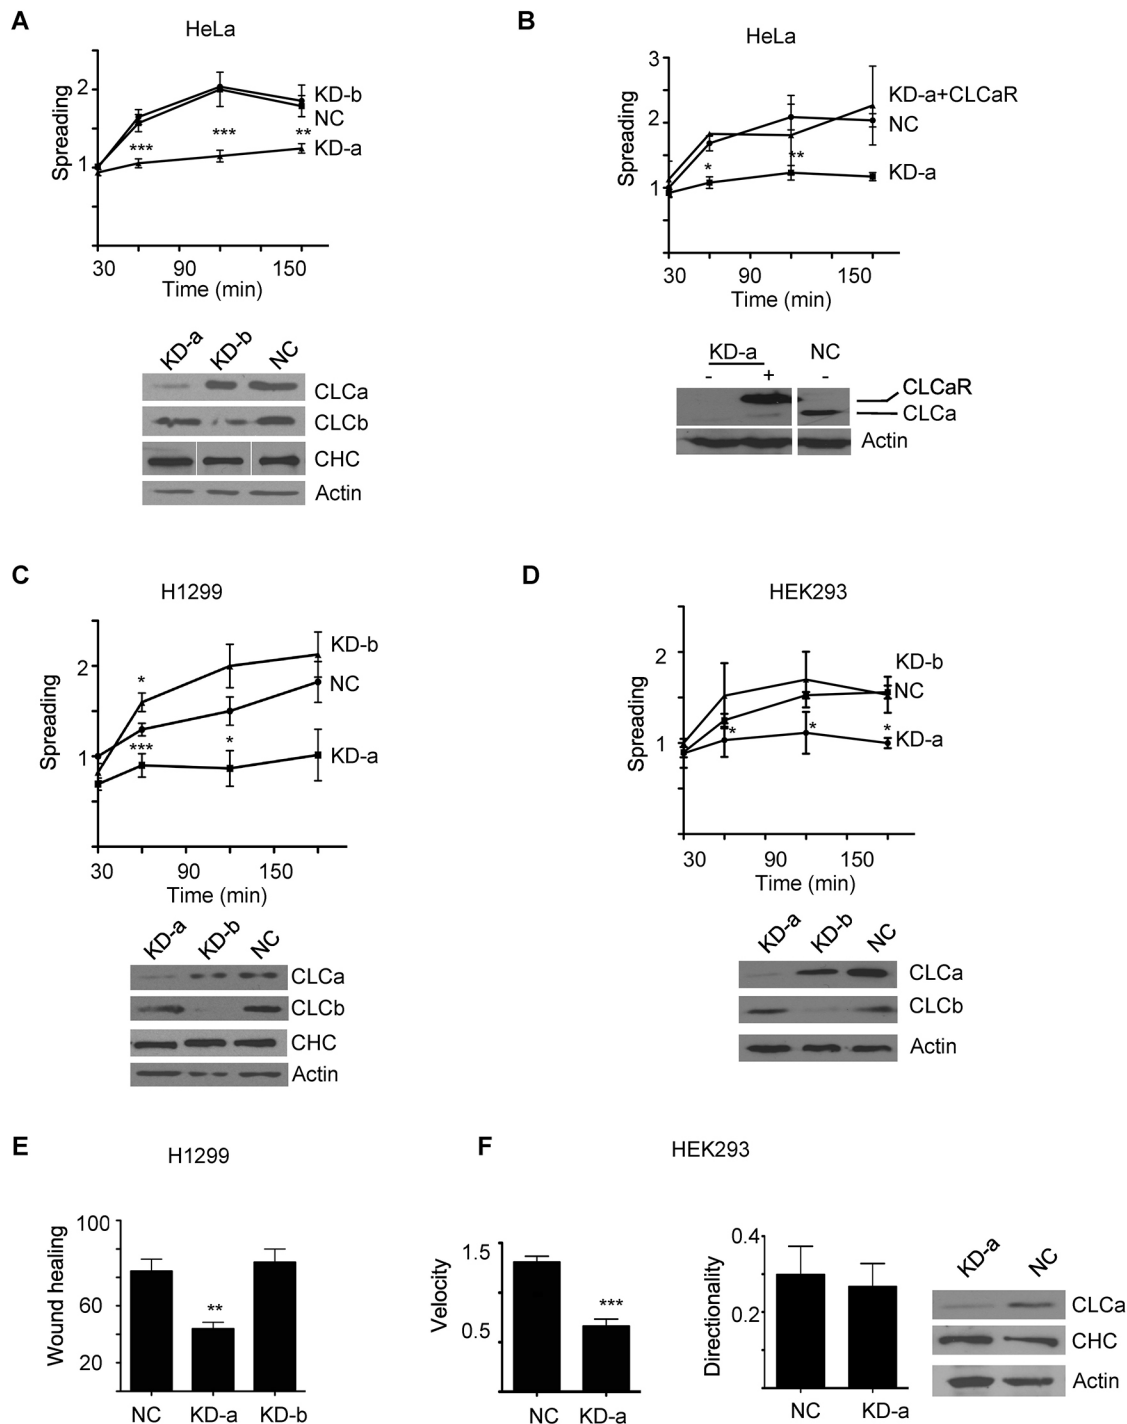 A
HeLa
Spreading
2
1
***
***
**
KD-b
NC
KD-a
30 90 150
Time (min)
KD-a KD-b NC
CLCa
CLCb
CHC
Actin
B
HeLa
Spreading
3
2
1
*
**
KD-a+CLCaR
NC
KD-a
30 90 150
Time (min)
KD-a NC
- + -
CLCaR
CLCa
Actin
C
H1299
Spreading
2
1
*
***
*
KD-b
NC
KD-a
30 90 150
Time (min)
KD-a KD-b NC
CLCa
CLCb
CHC
Actin
D
HEK293
Spreading
2
1
*
*
*
KD-b
NC
KD-a
30 90 150
Time (min)
KD-a KD-b NC
CLCa
CLCb
Actin
E
H1299
Wound healing
100
60
20
**
NC KD-a KD-b
F
HEK293
Velocity
1.5
0.5
***
NC KD-a
Directionality
0.4
0.2
NC KD-a
KD-a NC
CLCa
CHC
Actin